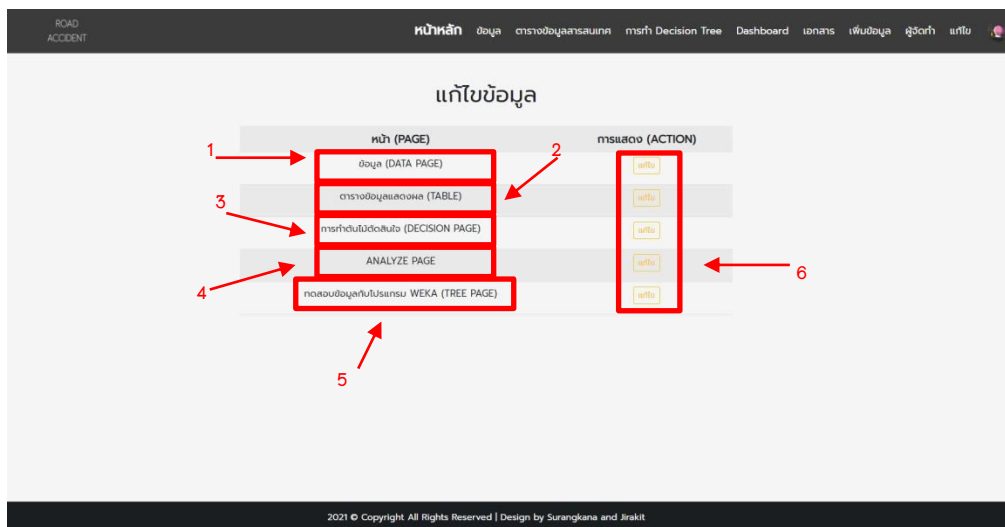 ROAD
ACCIDENT
หน้าหลัก ข้อมูล ตารางข้อมูลสารสนเทศ การทำ Decision Tree Dashboard เอกสาร เพิ่มข้อมูล ผู้จัดทำ แก้ไข
แก้ไขข้อมูล
หน้า (PAGE) การแสดง (ACTION)
1
2
ข้อมูล (DATA PAGE) แก้ไข
ตารางข้อมูลแสดงผล (TABLE) แก้ไข
3
การทำต้นไม้ตัดสินใจ (DECISION PAGE) แก้ไข
ANALYZE PAGE แก้ไข
6
4
ทดสอบข้อมูลกับโปรแกรม WEKA (TREE PAGE) แก้ไข
5
2021 © Copyright All Rights Reserved | Design by Surangkana and Jirakit